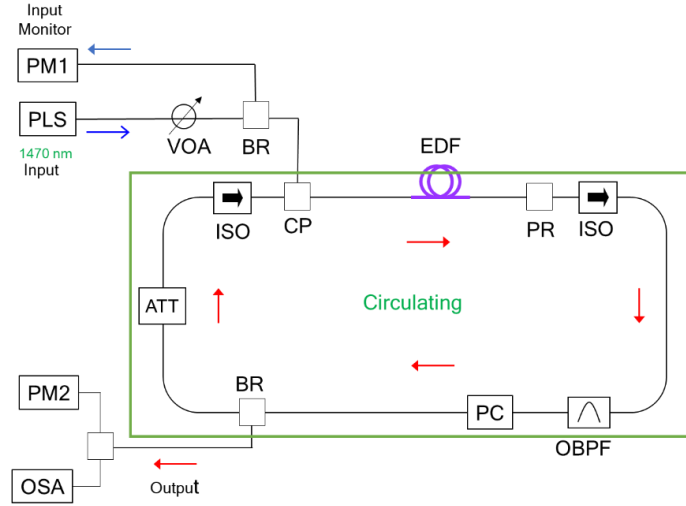 Input
Monitor
PM1
PLS
1470 nm
Input
VOA
BR
EDF
ISO
CP
PR
ISO
ATT
Circulating
BR
PC
OBPF
PM2
OSA
Output